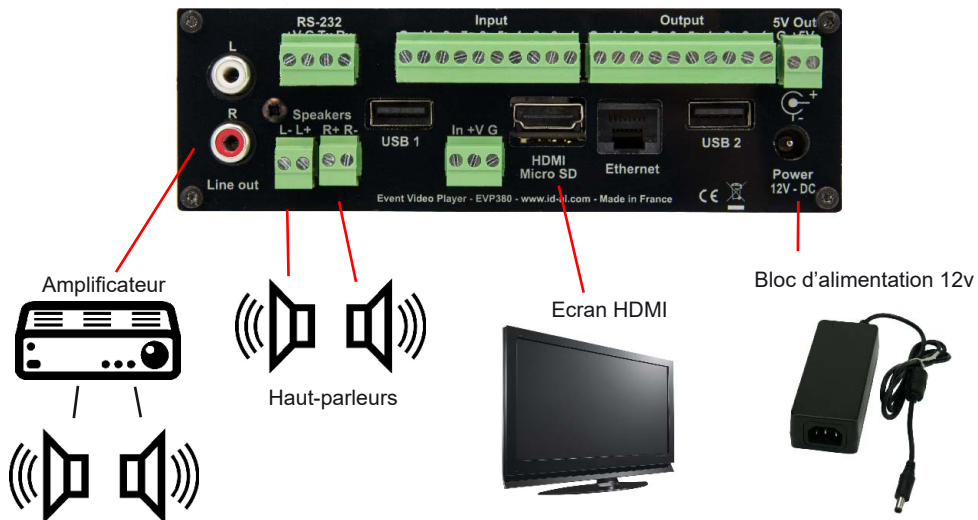 RS-232
Input
Output
5V Out
G +5V
L
R
Line out
Speakers
L- L+
R+ R-
USB 1
In +V G
HDMI
Micro SD
Ethernet
USB 2
+
-
Power
12V - DC
Event Video Player - EVP380 - www.id-al.com - Made in France
CE
Amplificateur
Haut-parleurs
Ecran HDMI
Bloc d’alimentation 12v